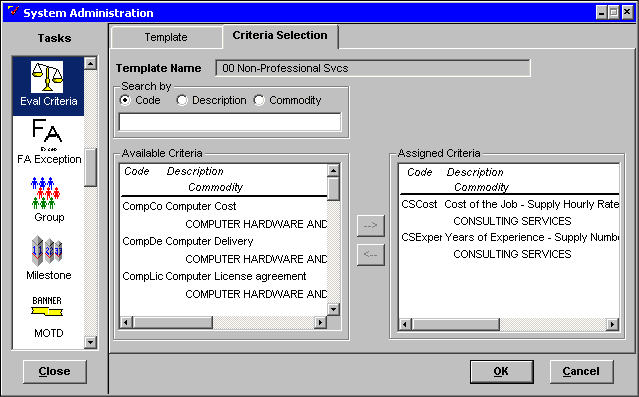 System Administration
Tasks
Eval Criteria
FA
Exceo
FA Exception
Group
Milestone
BANNER
MOTD
Close
Template
Criteria Selection
Template Name 00 Non-Professional Svcs
Search by
Code Description Commodity
Available Criteria
Code Description
Commodity
CompCo Computer Cost
COMPUTER HARDWARE AND
CompDe Computer Delivery
COMPUTER HARDWARE AND
CompLic Computer License agreement
COMPUTER HARDWARE AND
-->
<--
Assigned Criteria
Code Description
Commodity
CSCost Cost of the Job - Supply Hourly Rate
CONSULTING SERVICES
CSExper Years of Experience - Supply Numbe
CONSULTING SERVICES
OK
Cancel